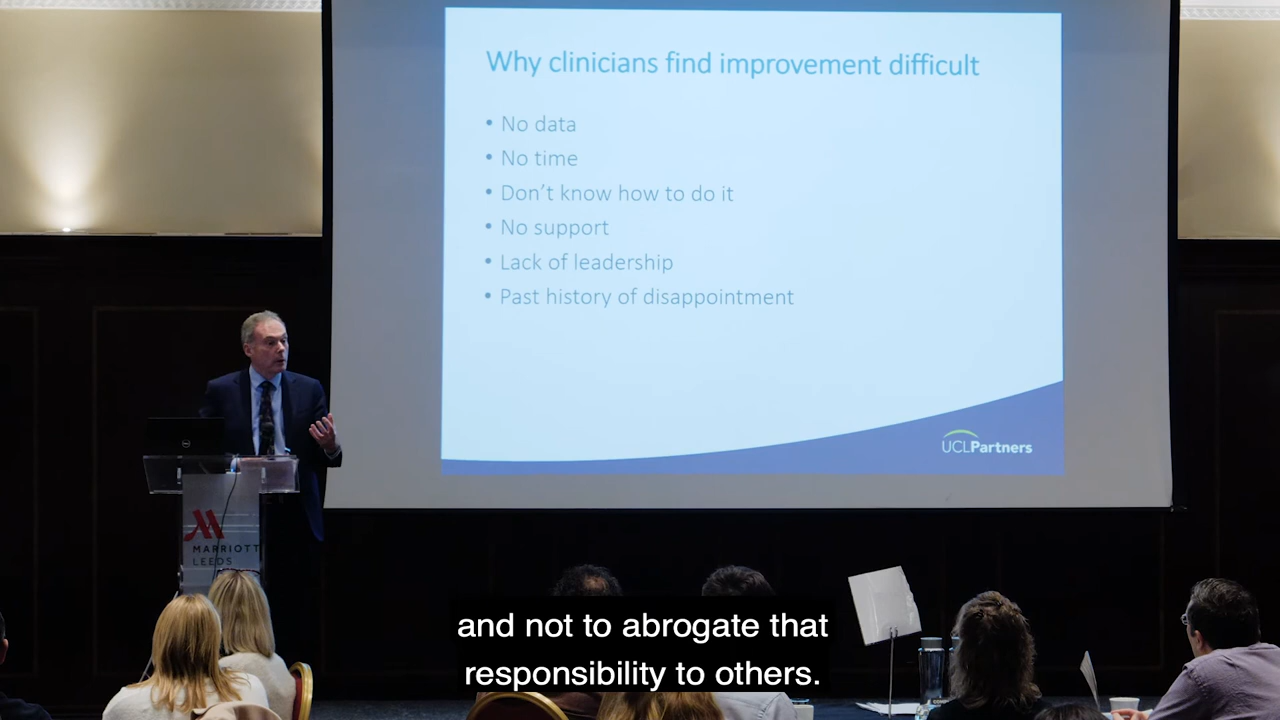 Why clinicians find improvement difficult
• No data
• No time
• Don’t know how to do it
• No support
• Lack of leadership
• Past history of disappointment
UCLPartners
DELL
MARRIOTT
LEEDS
and not to abrogate that
responsibility to others.